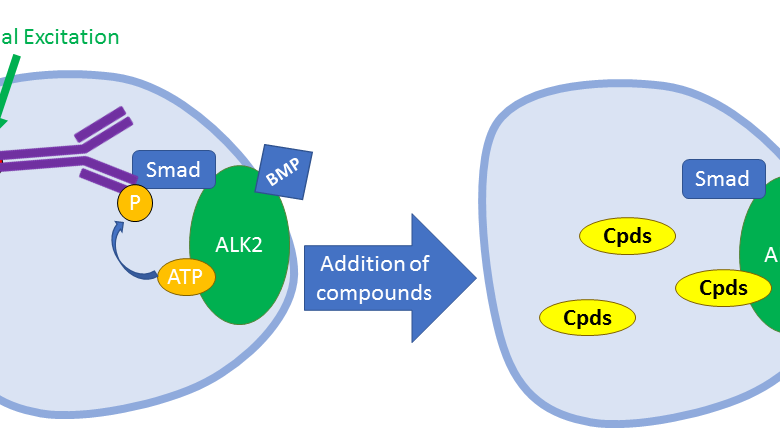 al Excitation
Smad
BMP
P
ALK2
ATP
Addition of
compounds
Smad
Cpds
A
Cpds
Cpds